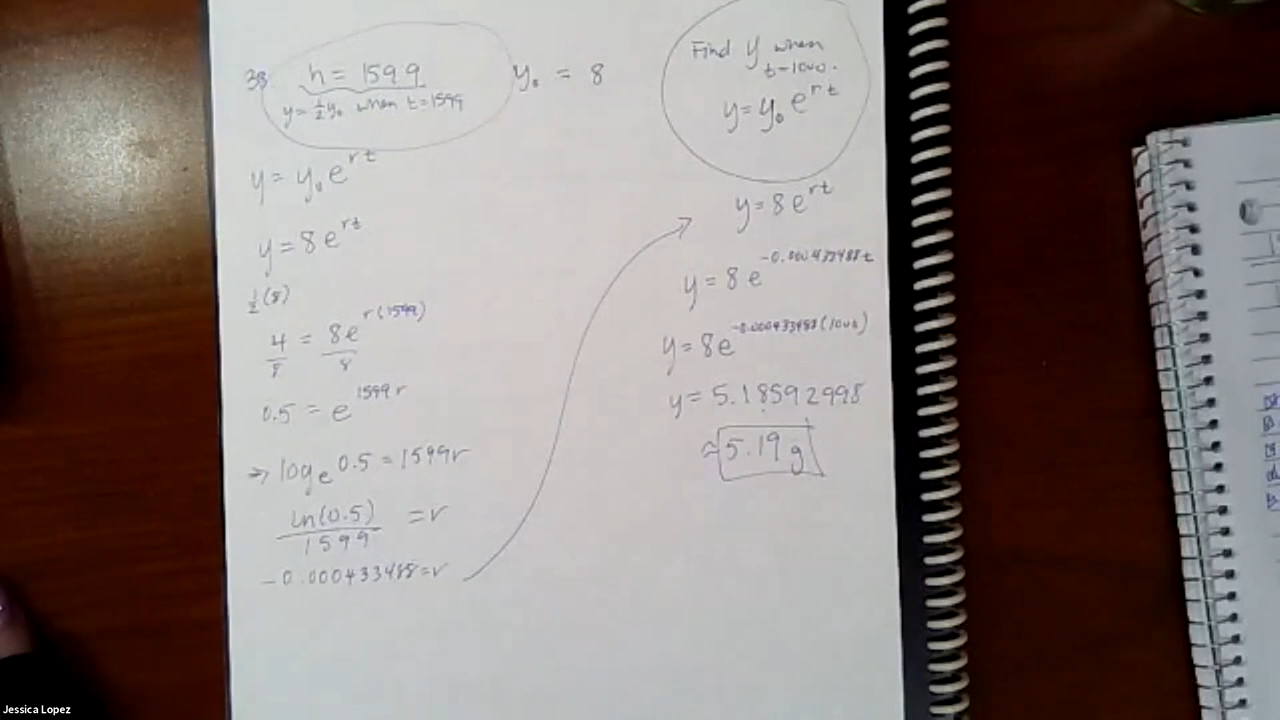 38 h = 1599
y = ½y₀ when t = 1599
y₀ = 8
y = y₀e^rt
y = 8e^rt
½(8)
4/8 = 8e^r(1599)/8
0.5 = e^1599r
⇒ logₑ 0.5 = 1599r
ln(0.5)/1599 = r
-0.000433488 = r
Find y when
t = 1000.
y = y₀e^rt
y = 8e^rt
y = 8e^-0.000433488t
y = 8e^-0.000433488(1000)
y = 5.18592998
≈ 5.19 g
Jessica Lopez